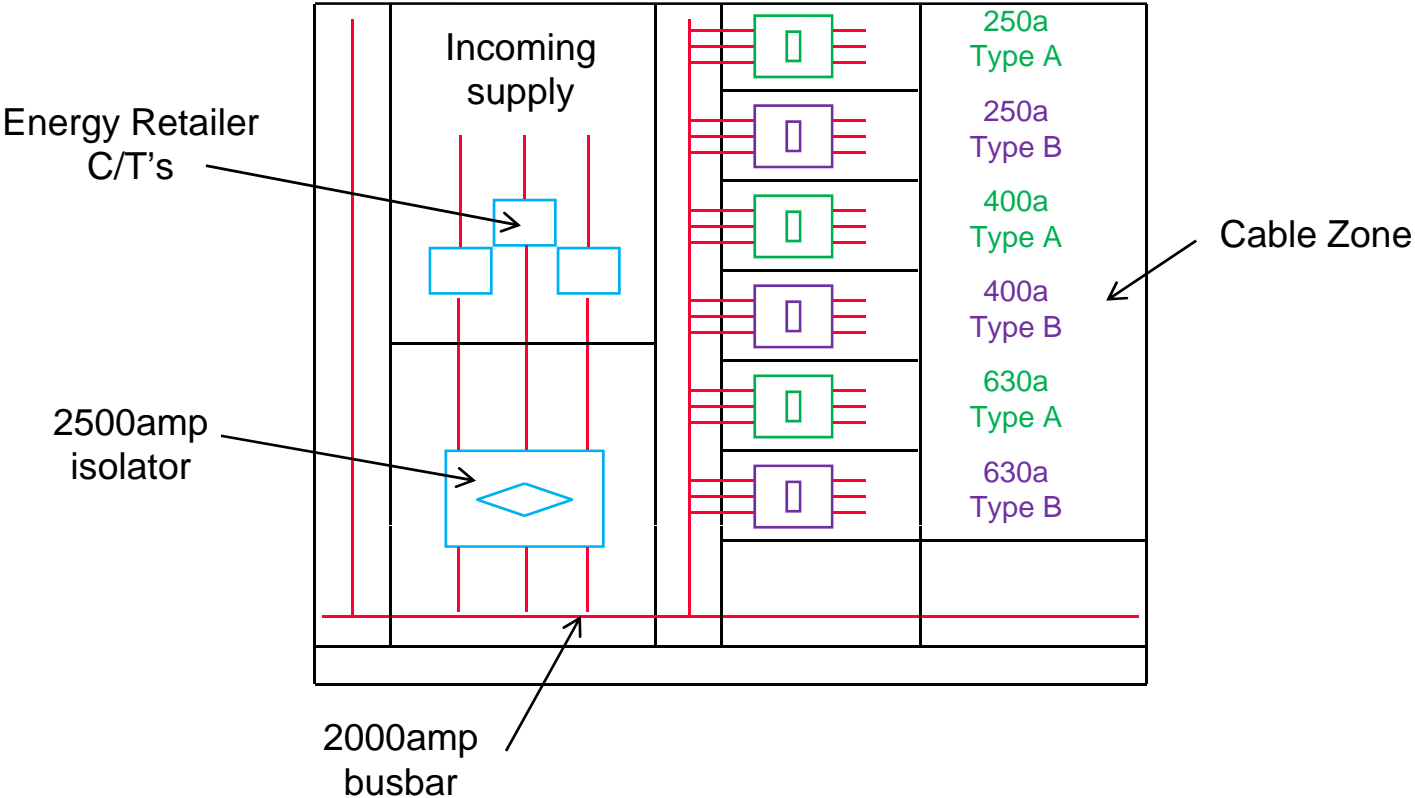 Incoming
supply
Energy Retailer
C/T's
2500amp
isolator
2000amp
busbar
250a
Type A
250a
Type B
400a
Type A
400a
Type B
630a
Type A
630a
Type B
Cable Zone